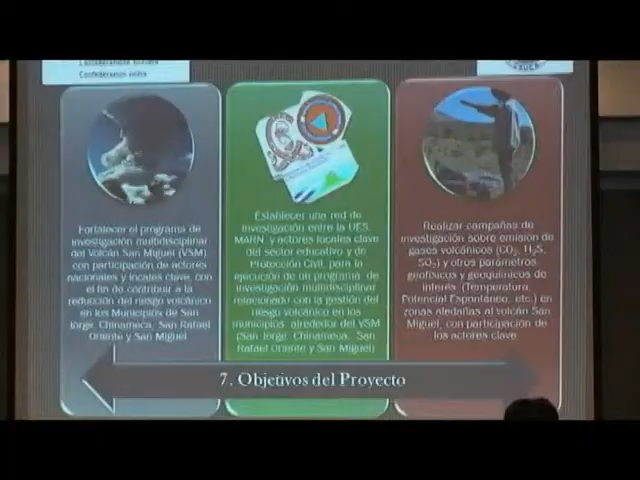 Confederaziun svizra
Fortalecer el programa de
investigación multidisciplinar
del Volcán San Miguel (VSM)
con participación de actores
nacionales y locales clave, con
el fin de contribuir a la
reducción del riesgo volcánico
en los Municipios de San
Jorge, Chinameca, San Rafael
Oriente y San Miguel
Establecer una red de
investigación entre la UES,
MARN, y actores locales clave
del sector educativo y de
Protección Civil, para la
ejecución de un programa de
investigación multidisciplinar
relacionado con la gestión del
riesgo volcánico en los
municipios alrededor del VSM
(San Jorge, Chinameca, San
Rafael Oriente y San Miguel)
Realizar campañas de
investigación sobre emisión de
gases volcánicos (CO2, H2S,
SO2) y otros parámetros
geofísicos y geoquímicos de
interés (Temperatura,
Potencial Espontáneo, etc.) en
zonas aledañas al volcán San
Miguel, con participación de
los actores clave
7. Objetivos del Proyecto